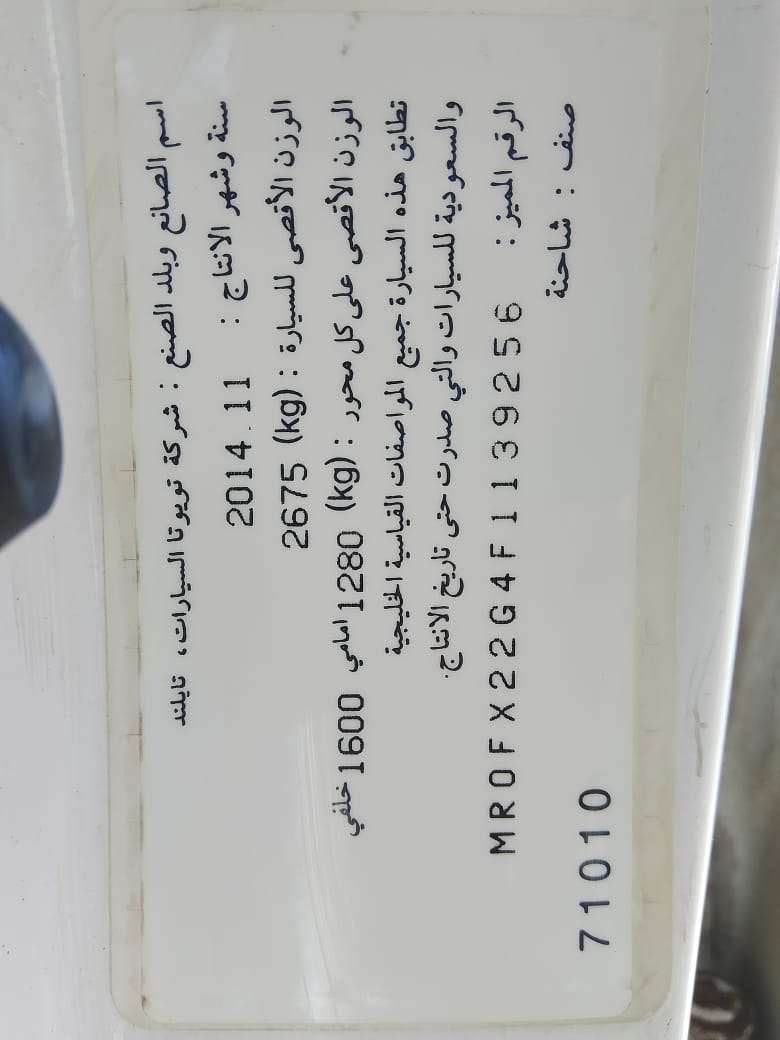 اسم الصانع وبلد الصنع : شركة تويوتا السيارات، تايلند
سنة وشهر الانتاج : 2014.11
الوزن الأقصى للسيارة : (kg) 2675
الوزن الأقصى على كل محور : (kg) 1280 امامي 1600 خلفي
تطابق هذه السيارة جميع المواصفات القياسية الخليجية
والسعودية للسيارات والتي صدرت حتى تاريخ الانتاج.
الرقم المميز : MR0FX22G4F1139256
صنف : شاحنة
71010